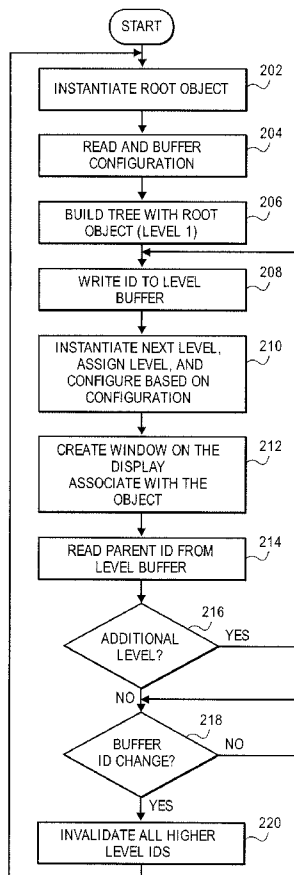 START
INSTANTIATE ROOT OBJECT
202
READ AND BUFFER
CONFIGURATION
204
BUILD TREE WITH ROOT
OBJECT (LEVEL 1)
206
WRITE ID TO LEVEL
BUFFER
208
INSTANTIATE NEXT LEVEL,
ASSIGN LEVEL, AND
CONFIGURE BASED ON
CONFIGURATION
210
CREATE WINDOW ON THE
DISPLAY
ASSOCIATE WITH THE
OBJECT
212
READ PARENT ID FROM
LEVEL BUFFER
214
ADDITIONAL
LEVEL?
216
YES
NO
BUFFER
ID CHANGE?
218
NO
YES
INVALIDATE ALL HIGHER
LEVEL IDS
220